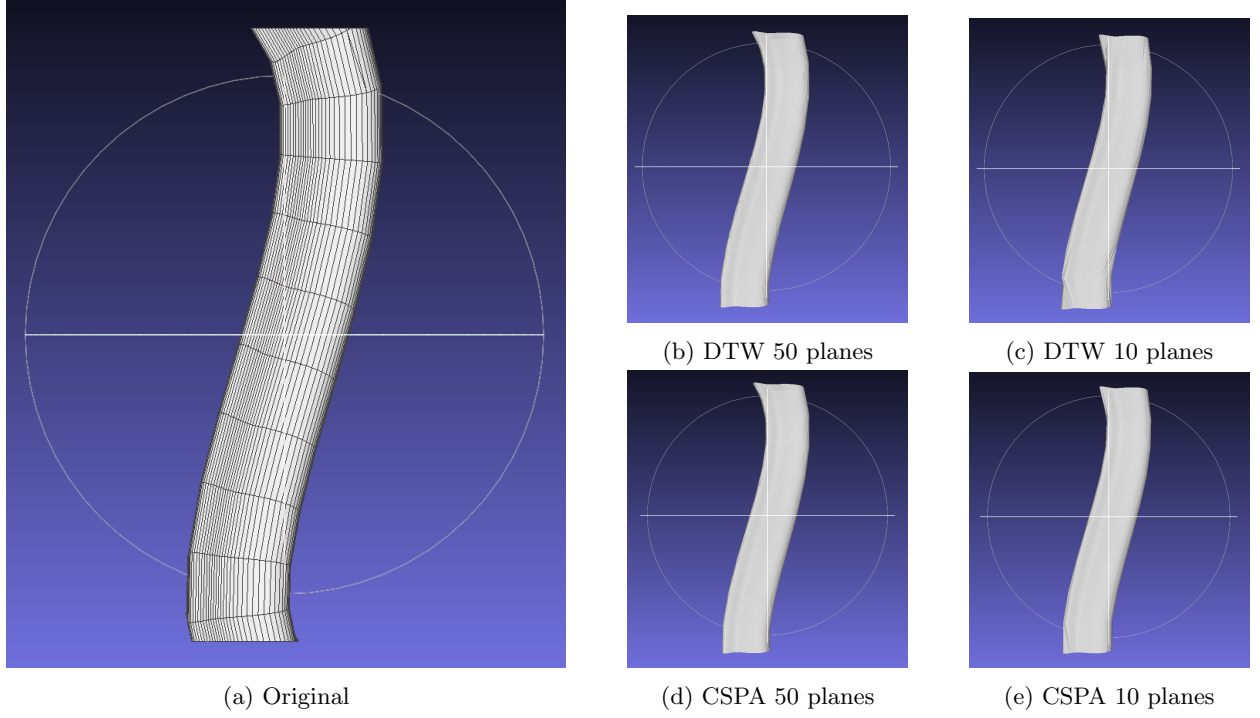 (a) Original
(b) DTW 50 planes
(c) DTW 10 planes
(d) CSPA 50 planes
(e) CSPA 10 planes